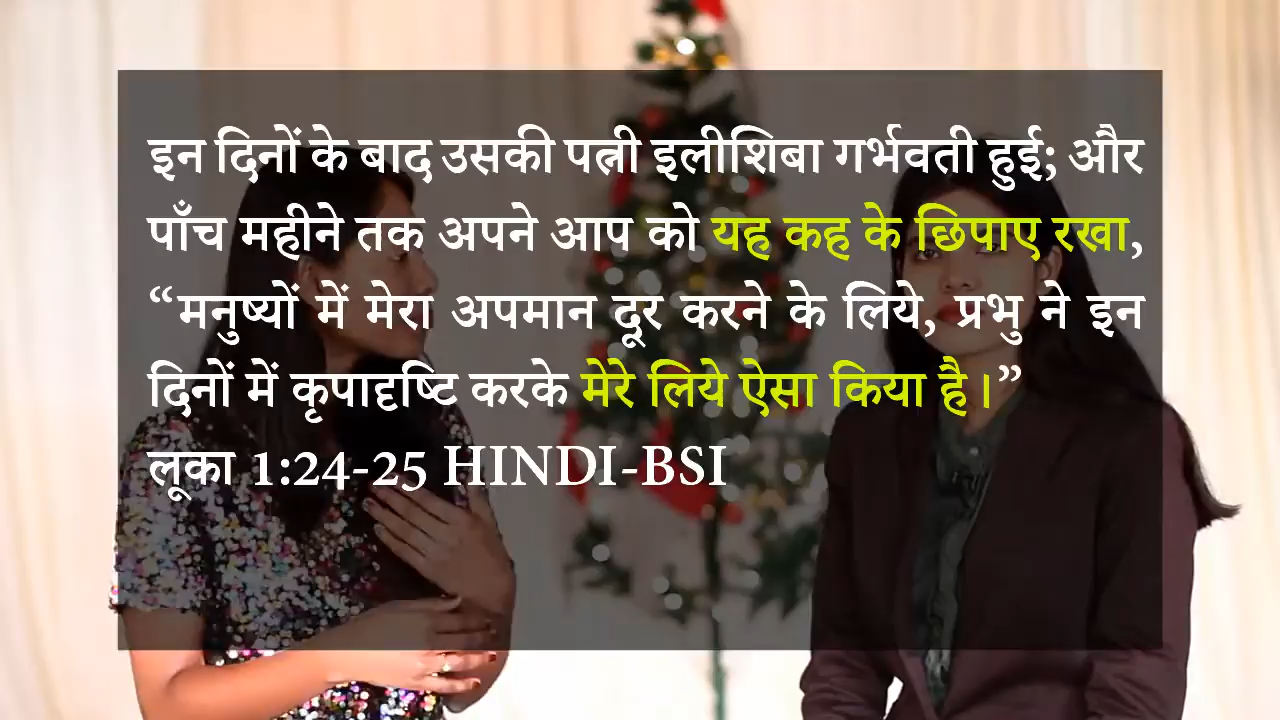 इन दिनों के बाद उसकी पत्नी इलीशिबा गर्भवती हुई; और
पाँच महीने तक अपने आप को यह कह के छिपाए रखा,
“मनुष्यों में मेरा अपमान दूर करने के लिये, प्रभु ने इन
दिनों में कृपादृष्टि करके मेरे लिये ऐसा किया है।”
लूका 1:24-25 HINDI-BSI